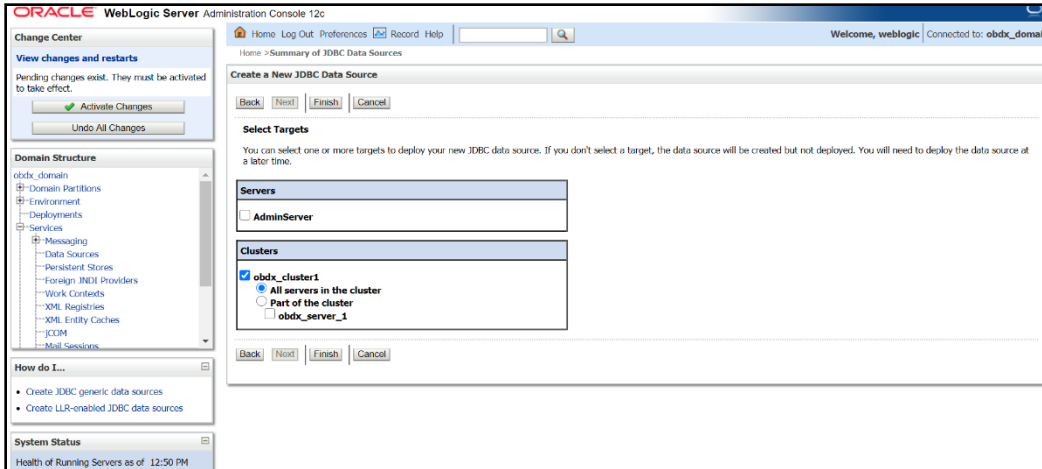 ORACLE WebLogic Server Administration Console 12c
Change Center
View changes and restarts
Pending changes exist. They must be activated
to take effect.
Activate Changes
Undo All Changes
Domain Structure
obdx_domain
Domain Partitions
Environment
Deployments
Services
Messaging
Data Sources
Persistent Stores
Foreign JNDI Providers
Work Contexts
XML Registries
XML Entity Caches
jCOM
Mail Sessions
How do I...
Create JDBC generic data sources
Create LLR-enabled JDBC data sources
System Status
Health of Running Servers as of 12:50 PM
Home Log Out Preferences Record Help
Welcome, weblogic Connected to: obdx_domai
Home >Summary of JDBC Data Sources
Create a New JDBC Data Source
Back Next Finish Cancel
Select Targets
You can select one or more targets to deploy your new JDBC data source. If you don't select a target, the data source will be created but not deployed. You will need to deploy the data source at
a later time.
Servers
AdminServer
Clusters
obdx_cluster1
All servers in the cluster
Part of the cluster
obdx_server_1
Back Next Finish Cancel